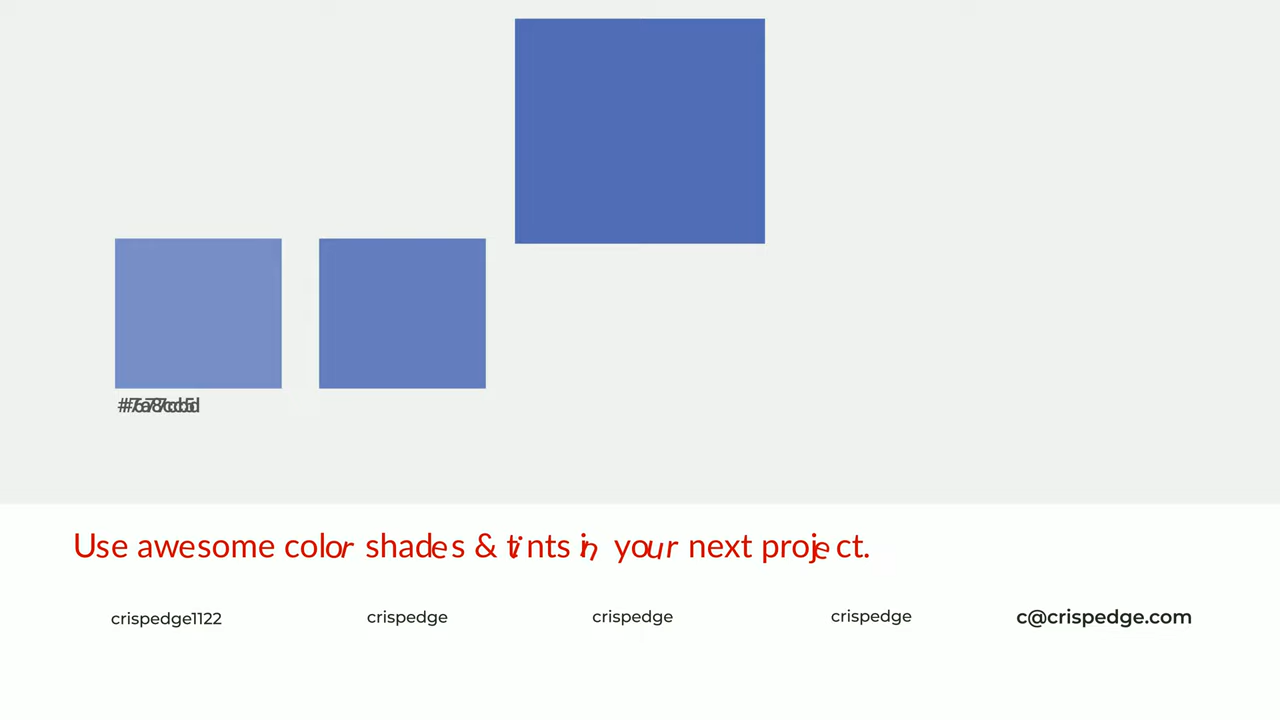 Use awesome color shades & tints in your next project.
crispedge1122 crispedge crispedge crispedge c@crispedge.com